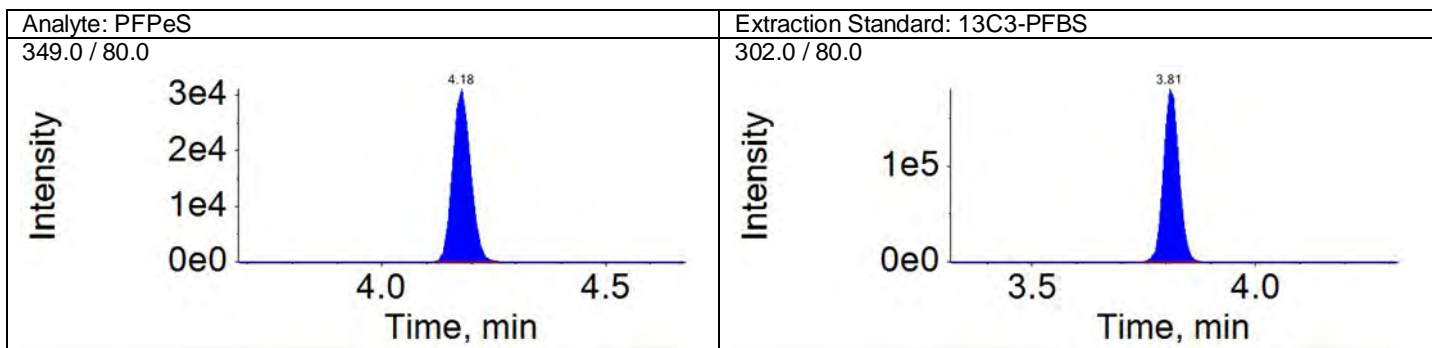 Analyte: PFPeS
Extraction Standard: 13C3-PFBS
349.0 / 80.0
302.0 / 80.0
4.18
3e4
2e4
1e4
0e0
Intensity
4.0
4.5
Time, min
3.81
1e5
0e0
Intensity
3.5
4.0
Time, min